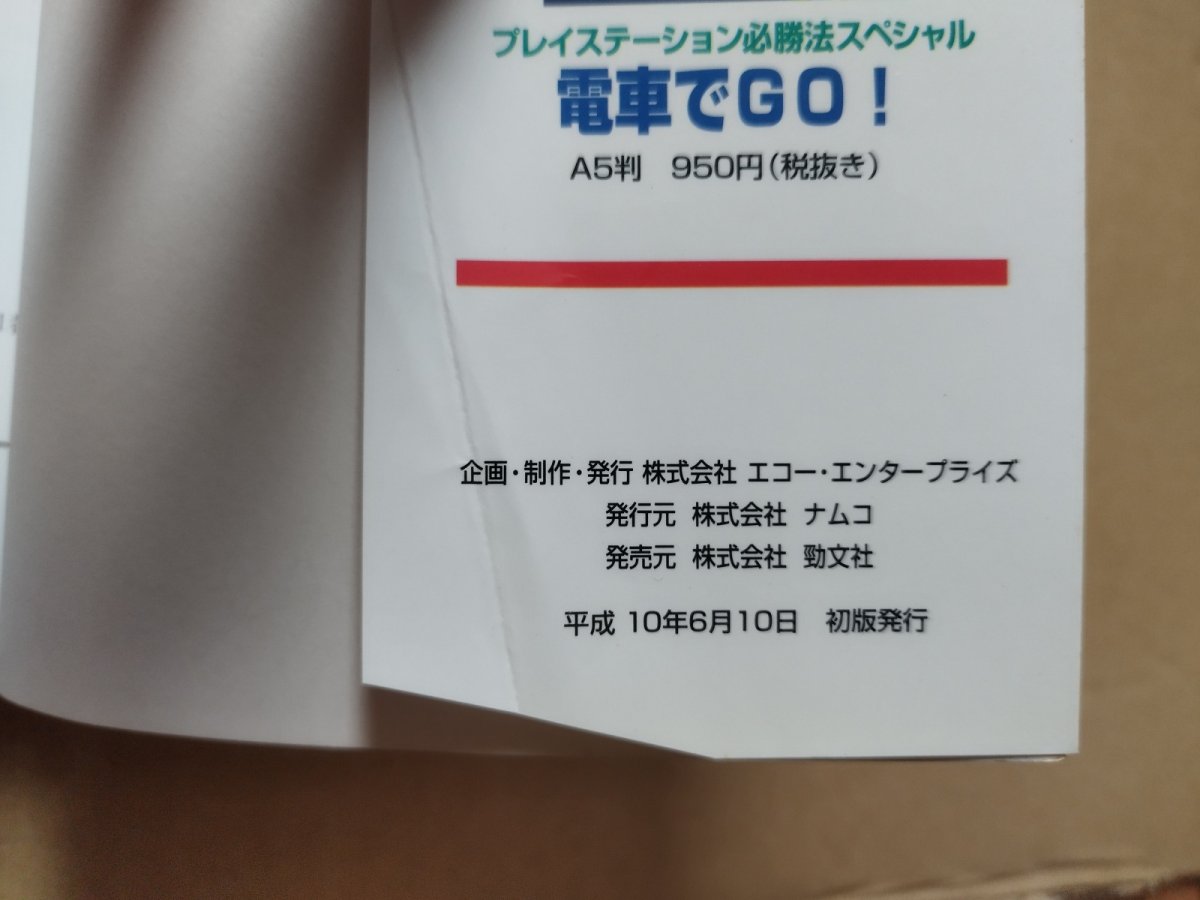 プレイステーション必勝法スペシャル
電車でGO！
A5判　950円（税抜き）
企画・制作・発行 株式会社 エコー・エンタープライズ
発行元 株式会社 ナムコ
発売元 株式会社 勁文社
平成 10年6月10日　初版発行